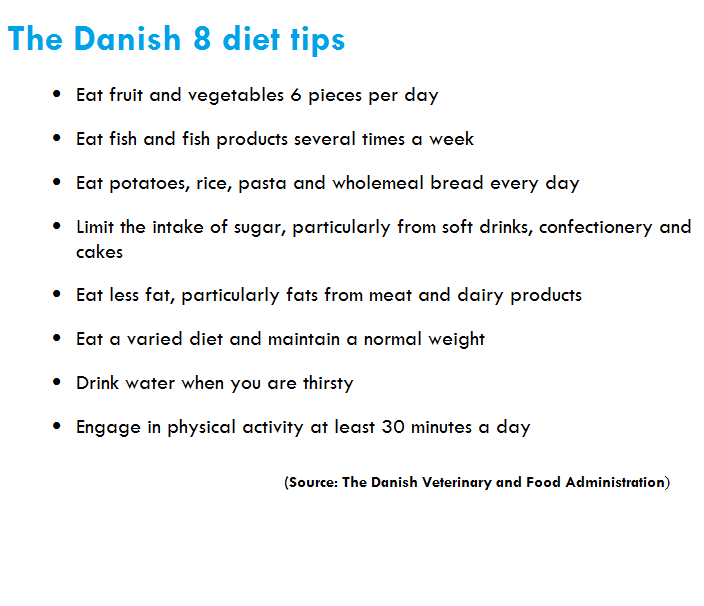 The Danish 8 diet tips
• Eat fruit and vegetables 6 pieces per day
• Eat fish and fish products several times a week
• Eat potatoes, rice, pasta and wholemeal bread every day
• Limit the intake of sugar, particularly from soft drinks, confectionery and
cakes
• Eat less fat, particularly fats from meat and dairy products
• Eat a varied diet and maintain a normal weight
• Drink water when you are thirsty
• Engage in physical activity at least 30 minutes a day
(Source: The Danish Veterinary and Food Administration)